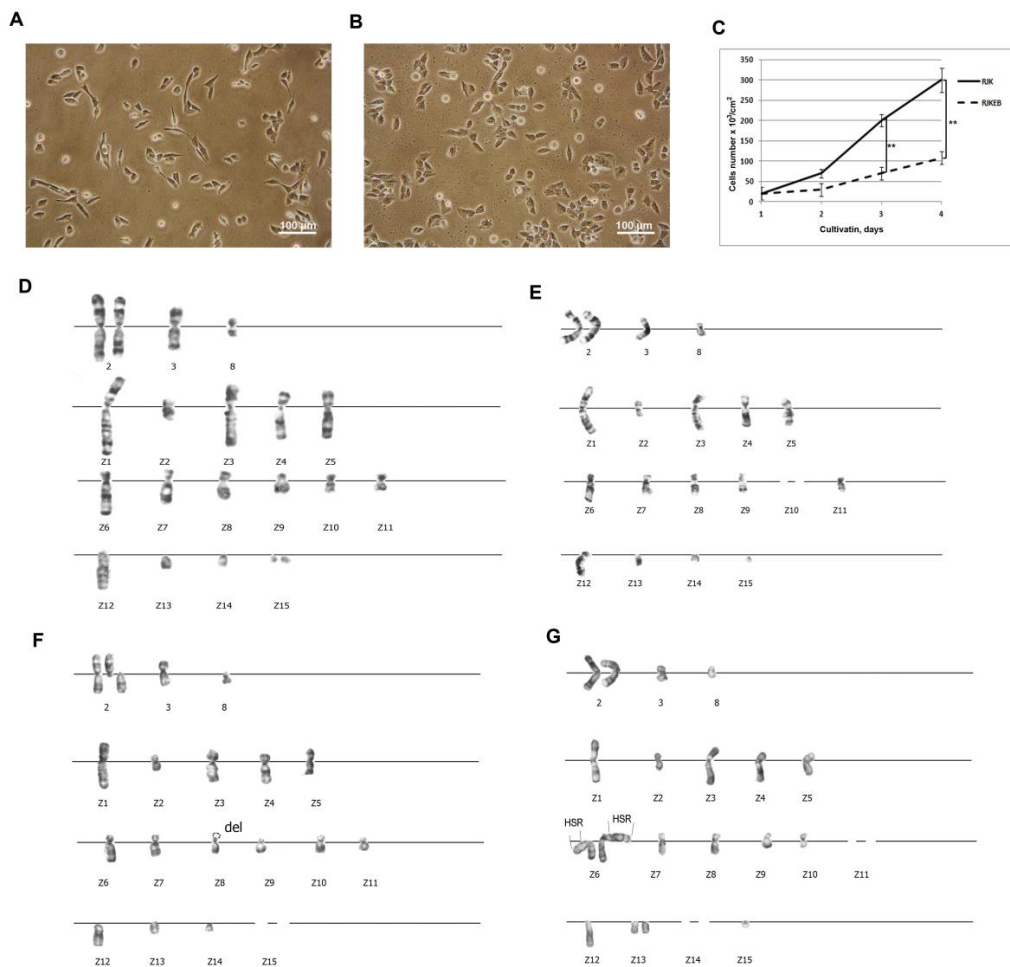 A
B
C
100 µm
100 µm
350
300
250
200
150
100
50
0
Cells number x 10³/cm²
1 2 3 4
Cultivatin, days
RJK
RJKEB
**
**
D
2 3 8
Z1 Z2 Z3 Z4 Z5
Z6 Z7 Z8 Z9 Z10 Z11
Z12 Z13 Z14 Z15
E
2 3 8
Z1 Z2 Z3 Z4 Z5
Z6 Z7 Z8 Z9 Z10 Z11
Z12 Z13 Z14 Z15
F
2 3 8
Z1 Z2 Z3 Z4 Z5
del
Z6 Z7 Z8 Z9 Z10 Z11
Z12 Z13 Z14 Z15
G
2 3 8
Z1 Z2 Z3 Z4 Z5
HSR HSR
Z6 Z7 Z8 Z9 Z10 Z11
Z12 Z13 Z14 Z15